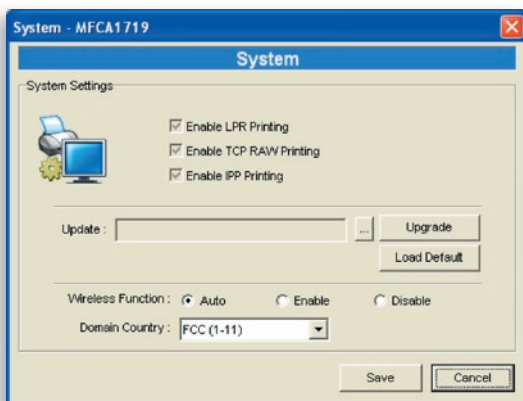 System - MFCA1719
System
System Settings
Enable LPR Printing
Enable TCP RAW Printing
Enable IPP Printing
Update :
...
Upgrade
Load Default
Wireless Function : Auto Enable Disable
Domain Country : FCC (1-11)
Save Cancel